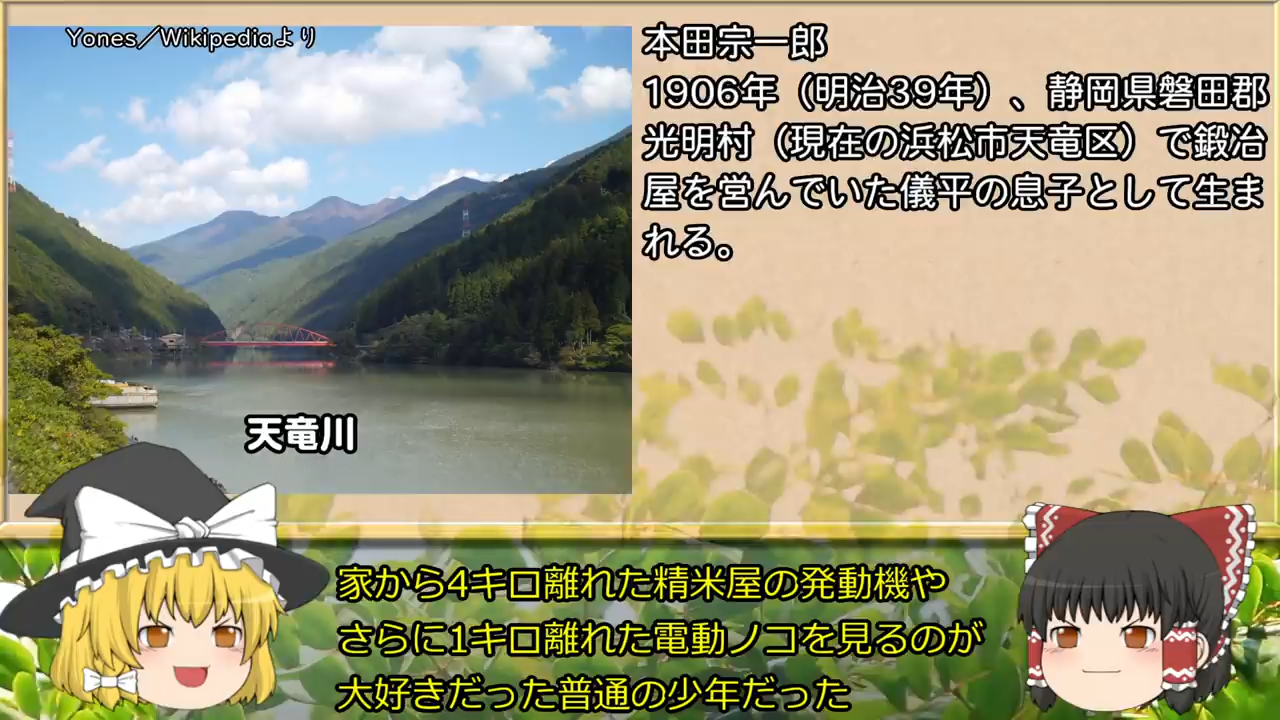 Yones／Wikipediaより
天竜川
本田宗一郎
1906年（明治39年）、静岡県磐田郡
光明村（現在の浜松市天竜区）で鍛冶
屋を営んでいた儀平の息子として生ま
れる。
家から4キロ離れた精米屋の発動機や
さらに1キロ離れた電動ノコを見るのが
大好きだった普通の少年だった